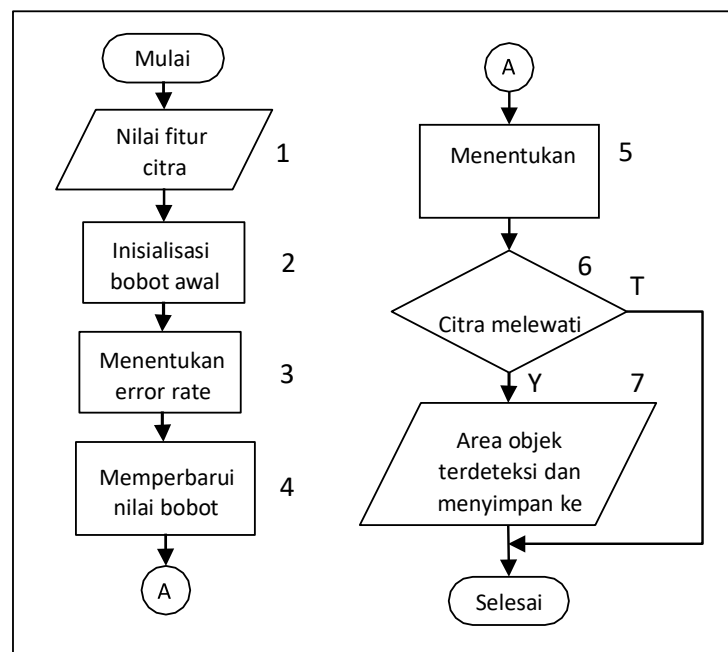 Mulai
Nilai fitur
citra
1
Inisialisasi
bobot awal
2
Menentukan
error rate
3
Memperbarui
nilai bobot
4
A
A
Menentukan
5
6
T
Citra melewati
Y
7
Area objek
terdeteksi dan
menyimpan ke
Selesai